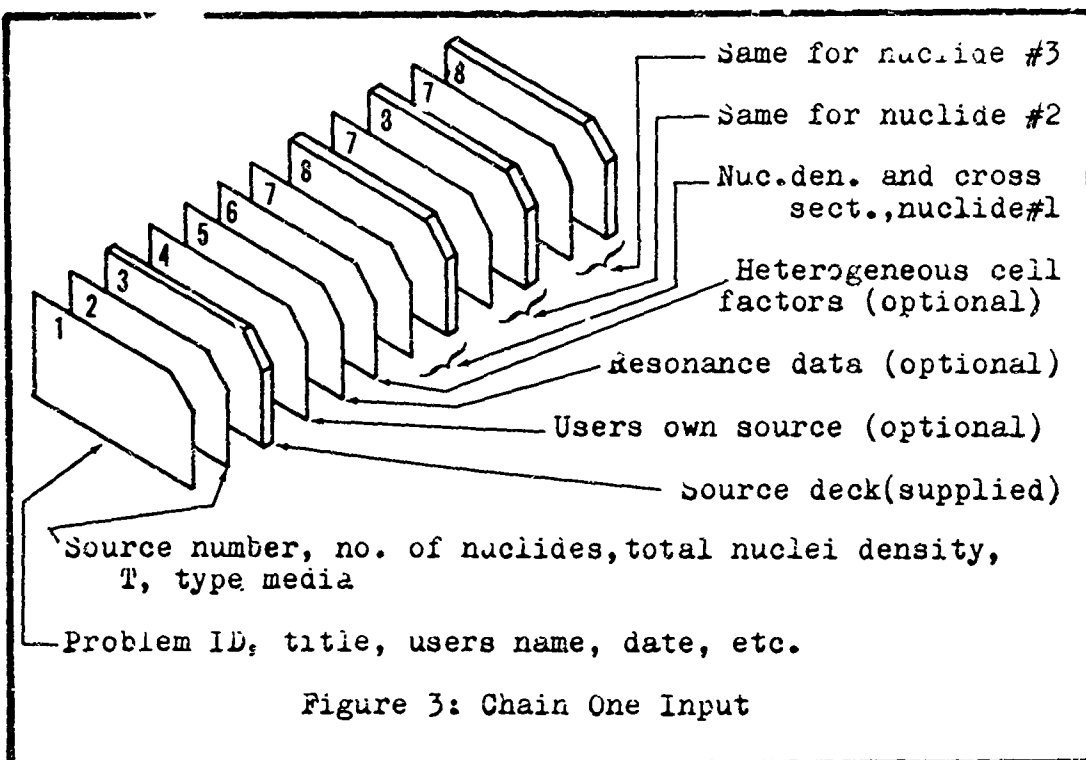 1
2
3
4
5
6
7
8
7
8
7
8
Same for nuclide #3
Same for nuclide #2
Nuc.den. and cross
sect.,nuclide#1
Heterogeneous cell
factors (optional)
Resonance data (optional)
Users own source (optional)
Source deck(supplied)
Source number, no. of nuclides,total nuclei density,
T, type media
Problem ID, title, users name, date, etc.
Figure 3: Chain One Input